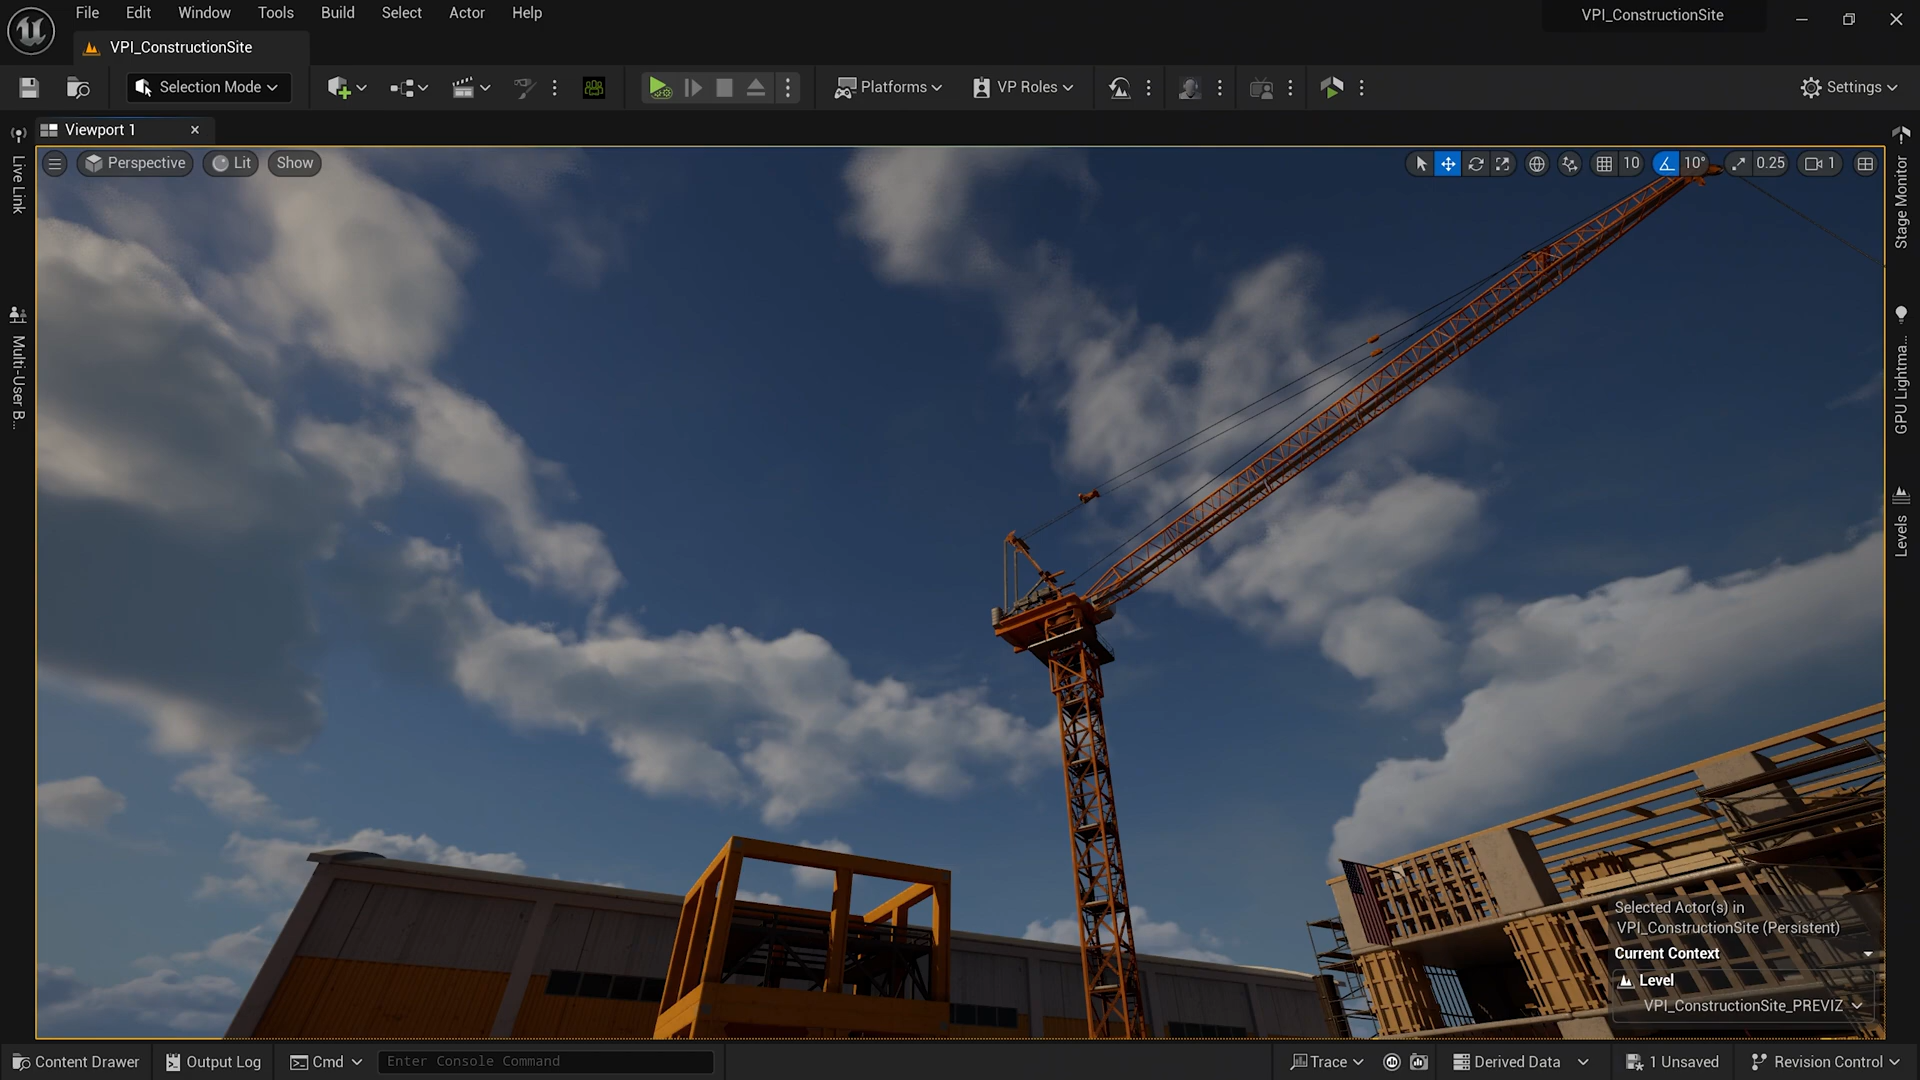 File Edit Window Tools Build Select Actor Help
VPI_ConstructionSite
VPI_ConstructionSite
Selection Mode
Platforms
VP Roles
Settings
Viewport 1
Perspective
Lit
Show
10
10°
0.25
1
Live Link
Multi-User B...
Stage Monitor
GPU Lightma...
Levels
Selected Actor(s) in
VPI_ConstructionSite (Persistent)
Current Context
Level
VPI_ConstructionSite_PREVIZ
Content Drawer
Output Log
Cmd
Enter Console Command
Trace
Derived Data
1 Unsaved
Revision Control